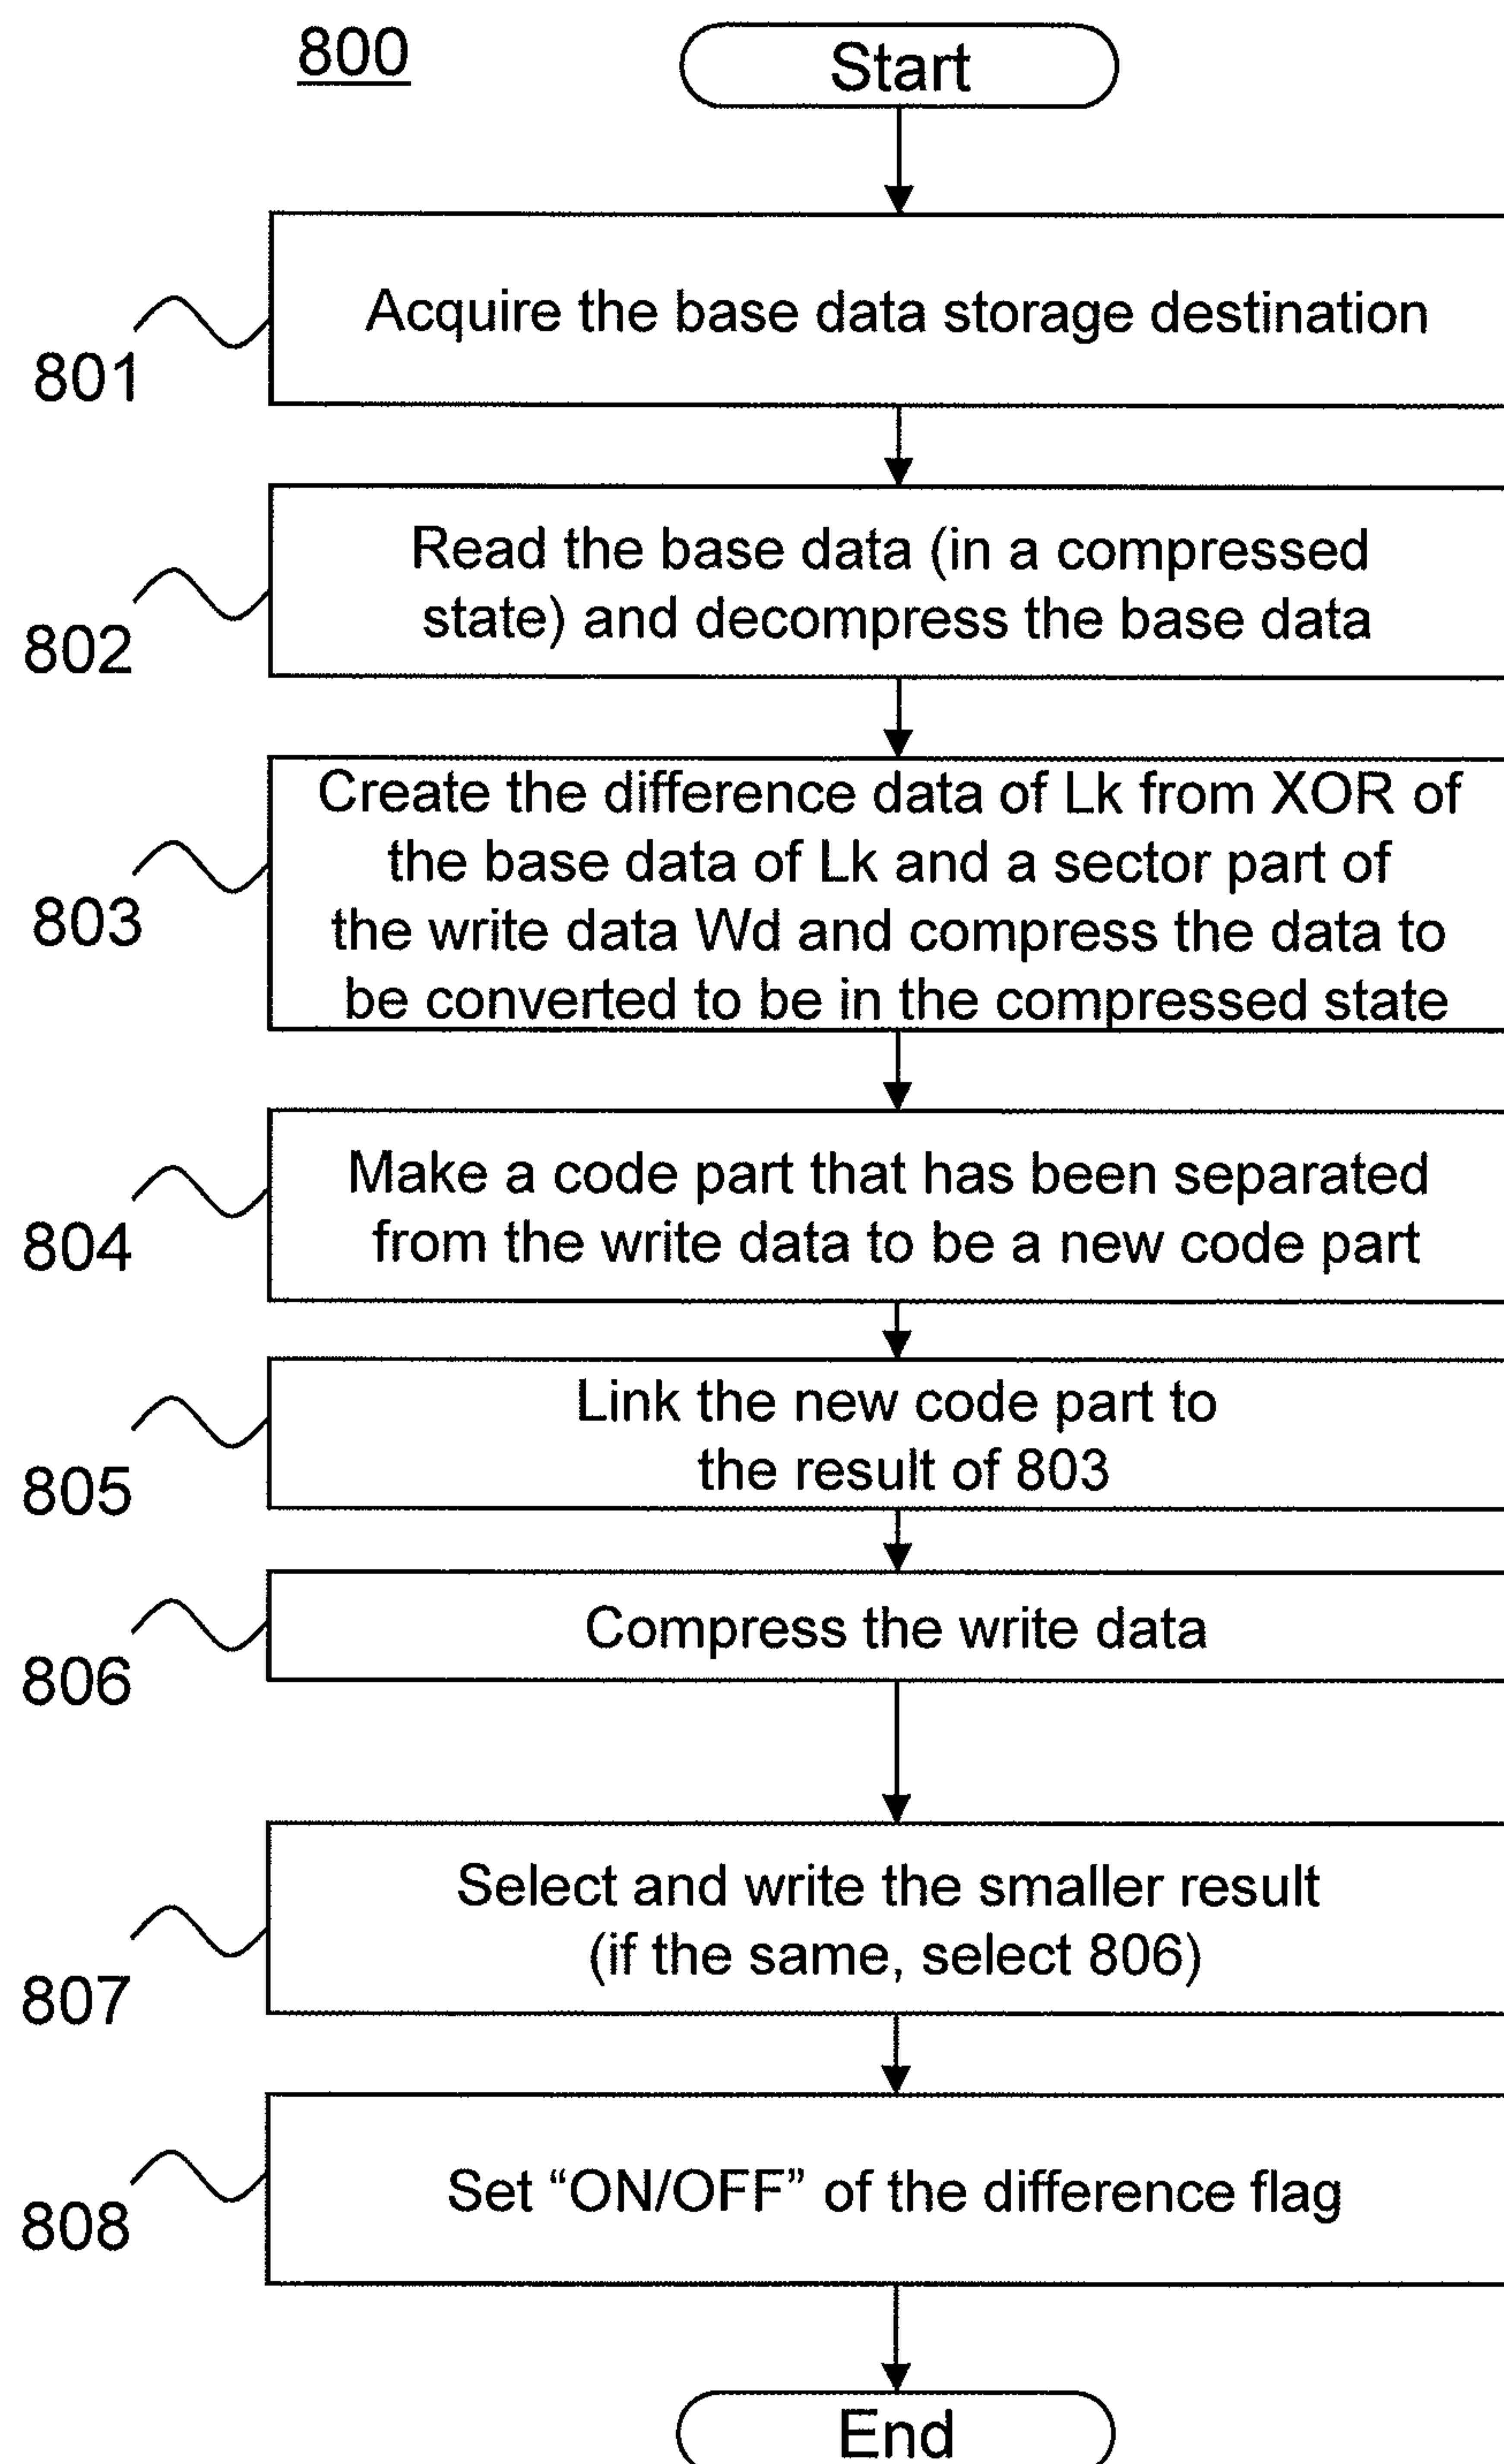 800
Start
801
Acquire the base data storage destination
802
Read the base data (in a compressed
state) and decompress the base data
803
Create the difference data of Lk from XOR of
the base data of Lk and a sector part of
the write data Wd and compress the data to
be converted to be in the compressed state
804
Make a code part that has been separated
from the write data to be a new code part
805
Link the new code part to
the result of 803
806
Compress the write data
807
Select and write the smaller result
(if the same, select 806)
808
Set “ON/OFF” of the difference flag
End